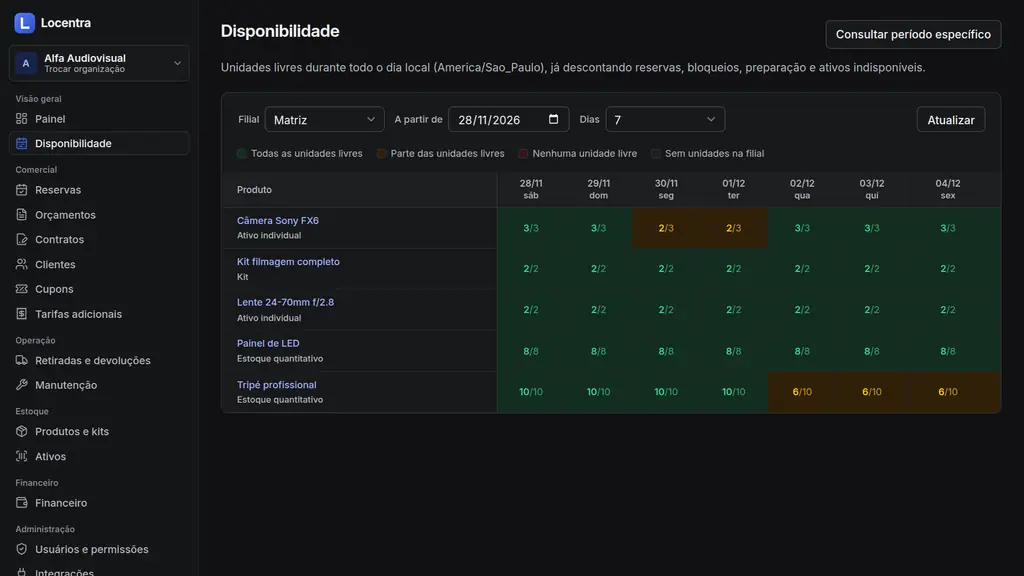 L Locentra
A Alfa Audiovisual
Trocar organização
Visão geral
Painel
Disponibilidade
Comercial
Reservas
Orçamentos
Contratos
Clientes
Cupons
Tarifas adicionais
Operação
Retiradas e devoluções
Manutenção
Estoque
Produtos e kits
Ativos
Financeiro
Financeiro
Administração
Usuários e permissões
Integrações
Disponibilidade
Consultar período específico
Unidades livres durante todo o dia local (America/Sao_Paulo), já descontando reservas, bloqueios, preparação e ativos indisponíveis.
Filial Matriz A partir de 28/11/2026 Dias 7 Atualizar
Todas as unidades livres Parte das unidades livres Nenhuma unidade livre Sem unidades na filial
Produto 28/11 29/11 30/11 01/12 02/12 03/12 04/12
sáb dom seg ter qua qui sex
Câmera Sony FX6 3/3 3/3 2/3 2/3 3/3 3/3 3/3
Ativo individual
Kit filmagem completo 2/2 2/2 2/2 2/2 2/2 2/2 2/2
Kit
Lente 24-70mm f/2.8 2/2 2/2 2/2 2/2 2/2 2/2 2/2
Ativo individual
Painel de LED 8/8 8/8 8/8 8/8 8/8 8/8 8/8
Estoque quantitativo
Tripé profissional 10/10 10/10 10/10 10/10 6/10 6/10 6/10
Estoque quantitativo